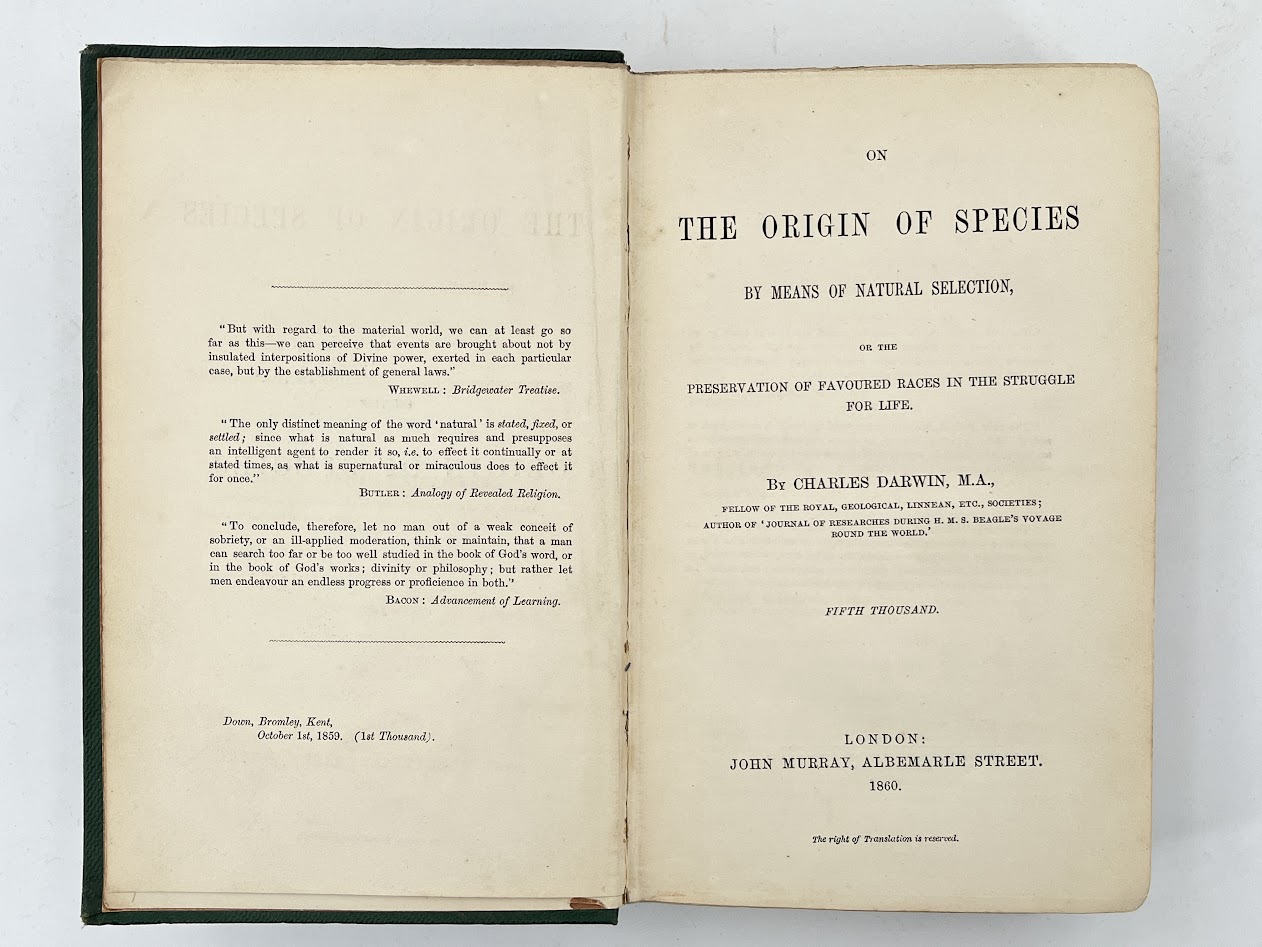 "But with regard to the material world, we can at least go so
far as this—we can perceive that events are brought about not by
insulated interpositions of Divine power, exerted in each particular
case, but by the establishment of general laws."
WHEWELL: Bridgewater Treatise.
"The only distinct meaning of the word 'natural' is stated, fixed, or
settled; since what is natural as much requires and presupposes
an intelligent agent to render it so, i.e. to effect it continually or at
stated times, as what is supernatural or miraculous does to effect it
for once."
BUTLER: Analogy of Revealed Religion.
"To conclude, therefore, let no man out of a weak conceit of
sobriety, or an ill-applied moderation, think or maintain, that a man
can search too far or be too well studied in the book of God's word, or
in the book of God's works; divinity or philosophy; but rather let
men endeavour an endless progress or proficience in both."
BACON: Advancement of Learning.
Down, Bromley, Kent,
October 1st, 1859. (1st Thousand).
ON
THE ORIGIN OF SPECIES
BY MEANS OF NATURAL SELECTION,
OR THE
PRESERVATION OF FAVOURED RACES IN THE STRUGGLE
FOR LIFE.
By CHARLES DARWIN, M.A.,
FELLOW OF THE ROYAL, GEOLOGICAL, LINNEAN, ETC., SOCIETIES;
AUTHOR OF 'JOURNAL OF RESEARCHES DURING H. M. S. BEAGLE'S VOYAGE
ROUND THE WORLD.'
FIFTH THOUSAND.
LONDON:
JOHN MURRAY, ALBEMARLE STREET.
1860.
The right of Translation is reserved.